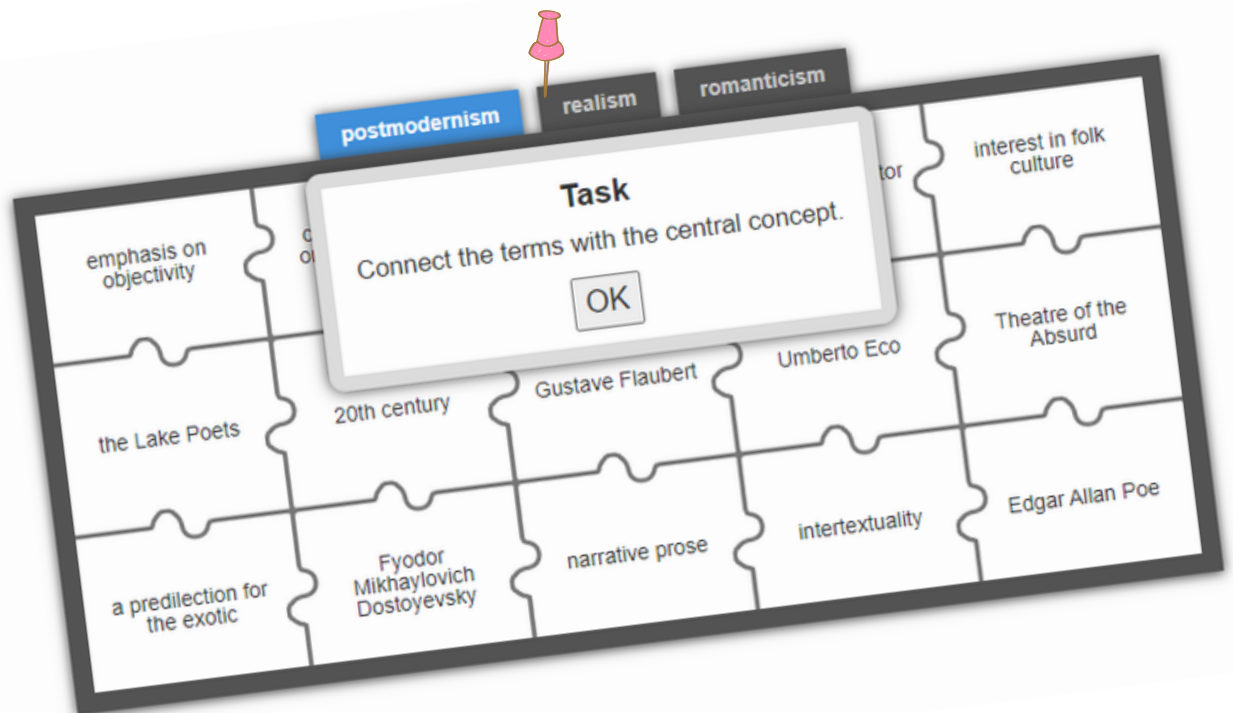 postmodernism
realism
romanticism
Task
Connect the terms with the central concept.
OK
interest in folk
culture
emphasis on
objectivity
the Lake Poets
20th century
Gustave Flaubert
Umberto Eco
Theatre of the
Absurd
a predilection for
the exotic
Fyodor
Mikhaylovich
Dostoyevsky
narrative prose
intertextuality
Edgar Allan Poe